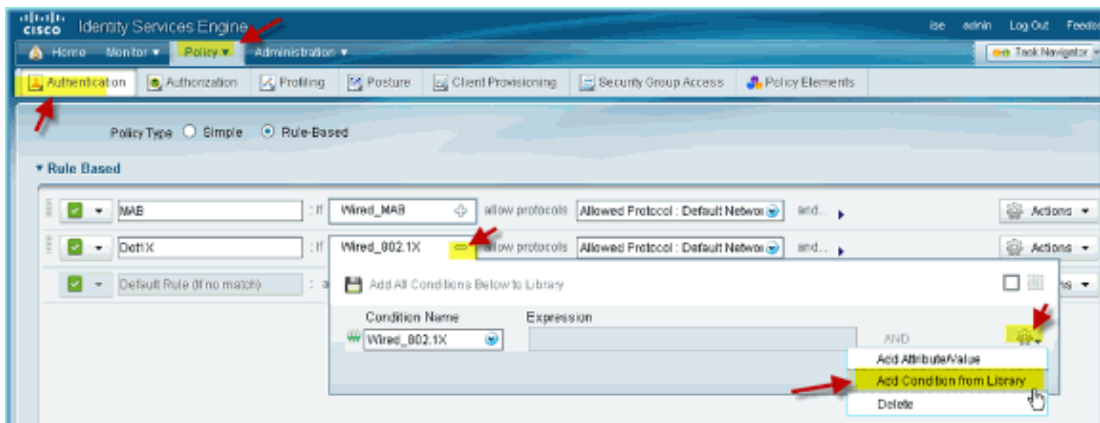 cisco Identity Services Engine ise admin Log Out Feedb
Home Monitor ▼ Policy ▼ Administration ▼ Task Navigator
Authentication Authorization Profiling Posture Client Provisioning Security Group Access Policy Elements
Policy Type Simple Rule-Based
Rule Based
MAB : If Wired_MAB allow protocols Allowed Protocol : Default Networ and... Actions
Dot1X : If Wired_802.1X allow protocols Allowed Protocol : Default Networ and... Actions
Default Rule (If no match) : a ns
Add All Conditions Below to Library
Condition Name Expression
Wired_802.1X AND
Add Attribute/Value
Add Condition from Library
Delete